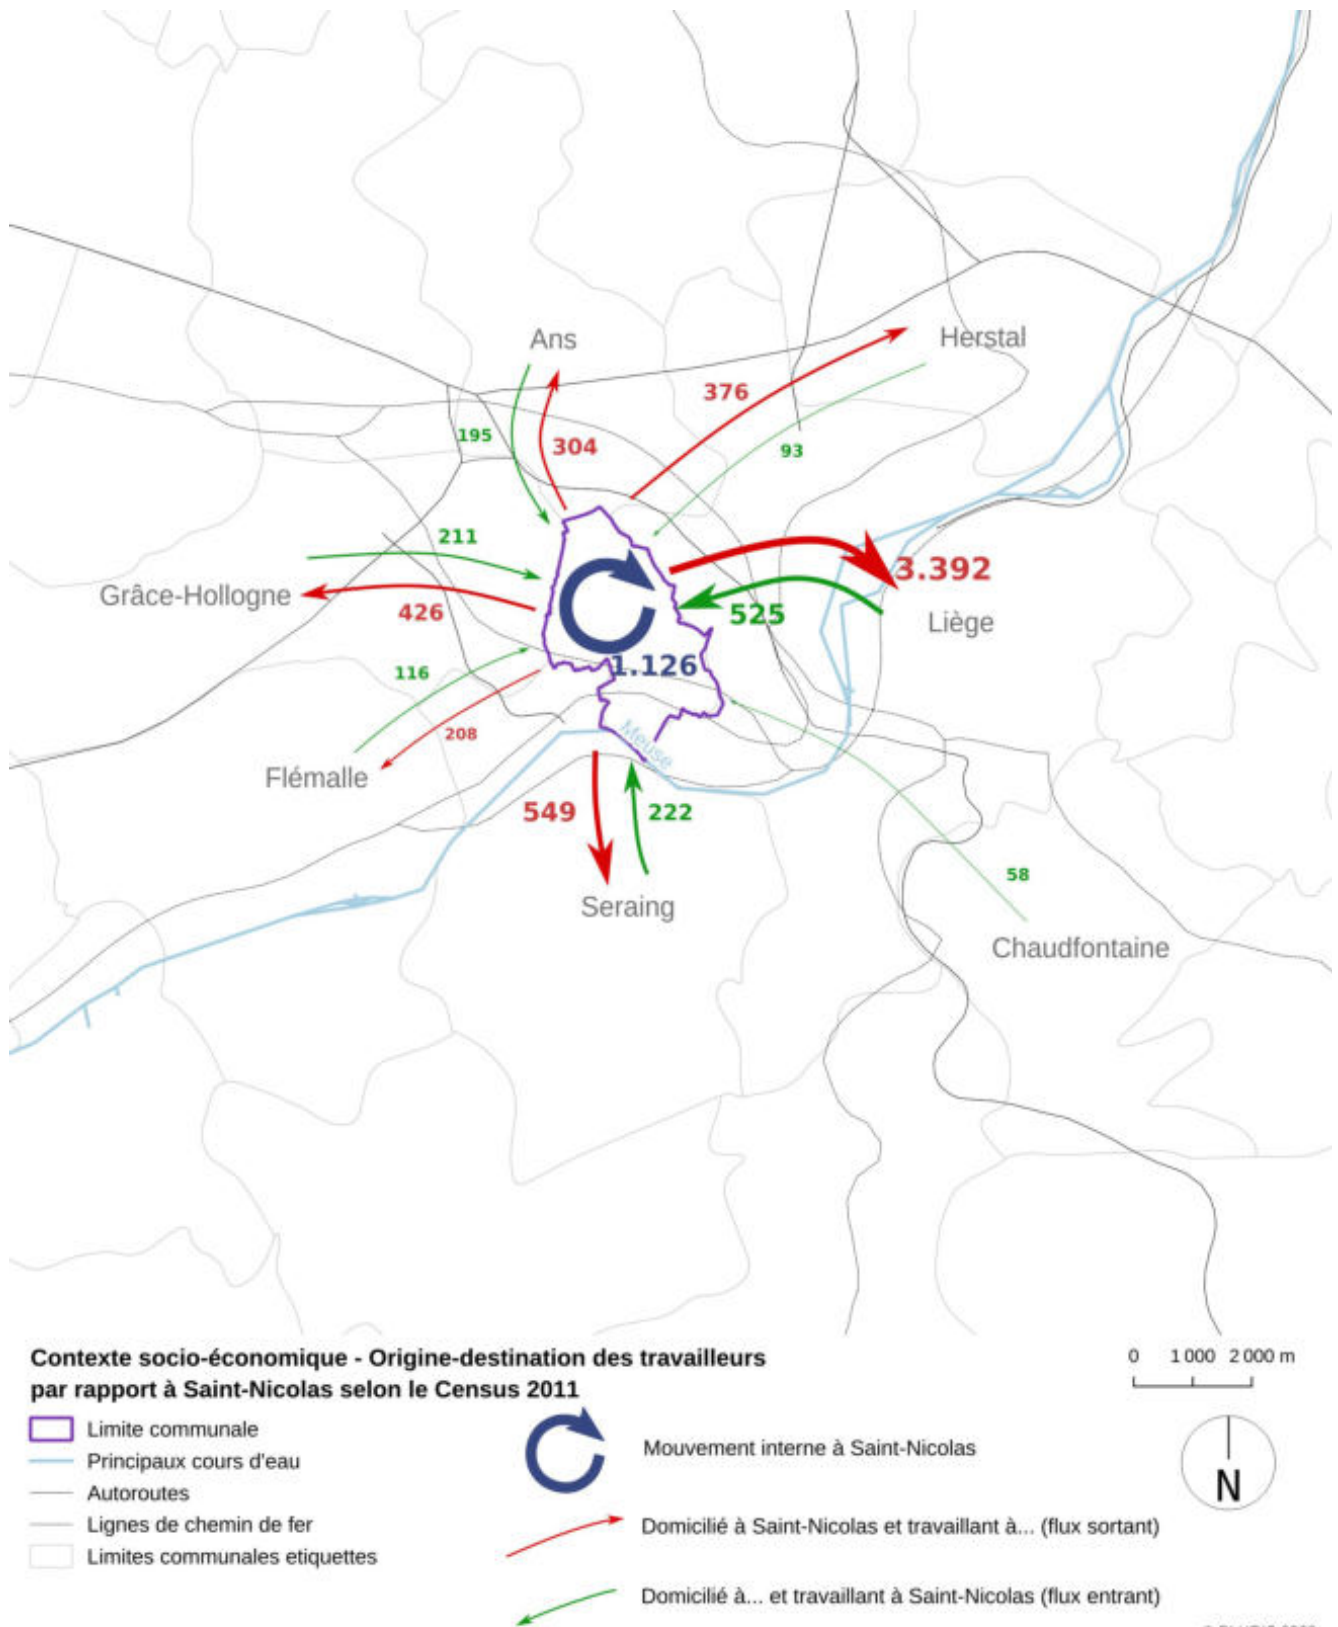 Ans
Herstal
376
195
304
93
211
3.392
Grâce-Hollogne
426
525
Liège
116
1.126
208
Meuse
Flémalle
549
222
58
Seraing
Chaudfontaine
Contexte socio-économique - Origine-destination des travailleurs
par rapport à Saint-Nicolas selon le Census 2011
0 1 000 2 000 m
Limite communale
Principaux cours d'eau
Autoroutes
Lignes de chemin de fer
Limites communales etiquettes
Mouvement interne à Saint-Nicolas
N
Domicilié à Saint-Nicolas et travaillant à... (flux sortant)
Domicilié à... et travaillant à Saint-Nicolas (flux entrant)